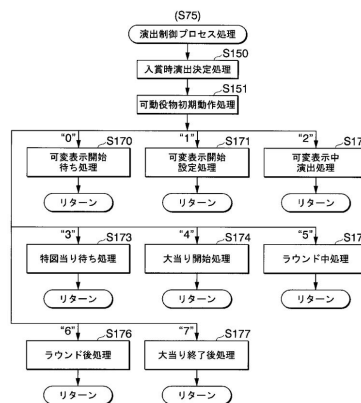 (S75)
演出制御プロセス処理
S150
入賞時演出決定処理
S151
可動役物初期動作処理
"0" S170 "1" S171 "2" S17
可変表示開始 可変表示開始 可変表示中
待ち処理 設定処理 演出処理
リターン リターン リターン
"3" S173 "4" S174 "5" S17
特図当り待ち処理 大当り開始処理 ラウンド中処理
リターン リターン リターン
"6" S176 "7" S177
ラウンド後処理 大当り終了後処理
リターン リターン